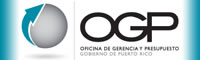 OGP
OFICINA DE GERENCIA Y PRESUPUESTO
GOBIERNO DE PUERTO RICO